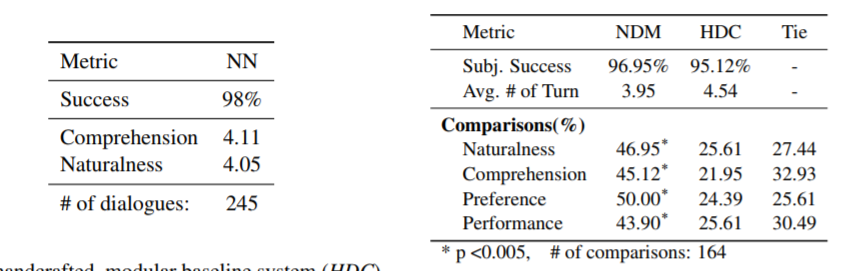 Metric NN
Success 98%
Comprehension 4.11
Naturalness 4.05
# of dialogues: 245
handcrafted, modular baseline system (HDC)
Metric NDM HDC Tie
Subj. Success 96.95% 95.12% -
Avg. # of Turn 3.95 4.54 -
Comparisons(%)
Naturalness 46.95* 25.61 27.44
Comprehension 45.12* 21.95 32.93
Preference 50.00* 24.39 25.61
Performance 43.90* 25.61 30.49
* p <0.005, # of comparisons: 164